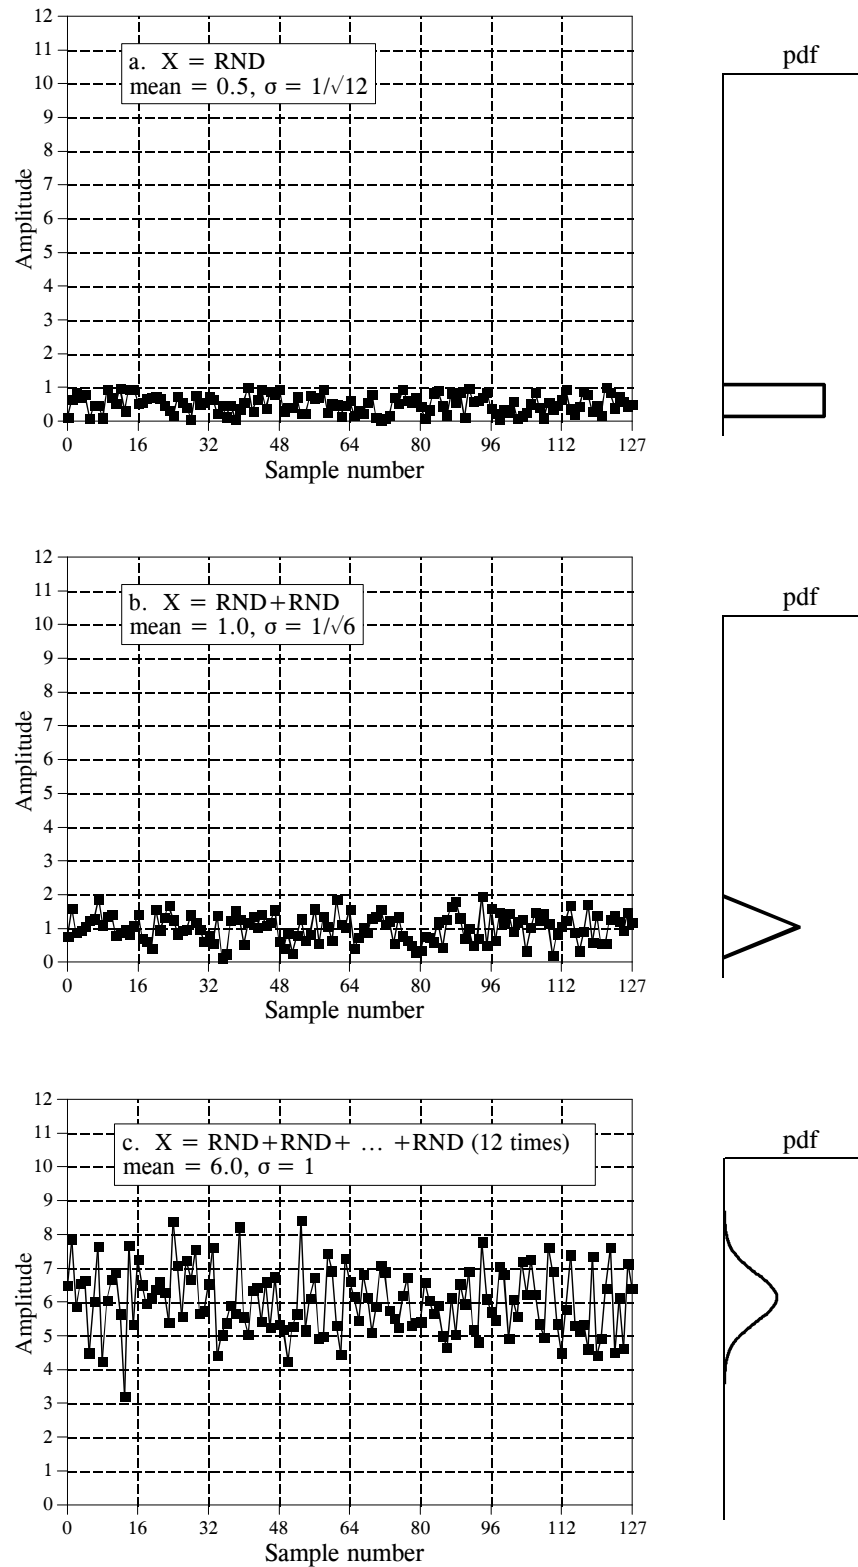 12
11
10
9
8
7
6
5
4
3
2
1
0
Amplitude
a. X = RND
mean = 0.5, σ = 1/√12
0 16 32 48 64 80 96 112 127
Sample number
pdf
12
11
10
9
8
7
6
5
4
3
2
1
0
Amplitude
b. X = RND+RND
mean = 1.0, σ = 1/√6
0 16 32 48 64 80 96 112 127
Sample number
pdf
12
11
10
9
8
7
6
5
4
3
2
1
0
Amplitude
c. X = RND+RND+ … +RND (12 times)
mean = 6.0, σ = 1
0 16 32 48 64 80 96 112 127
Sample number
pdf